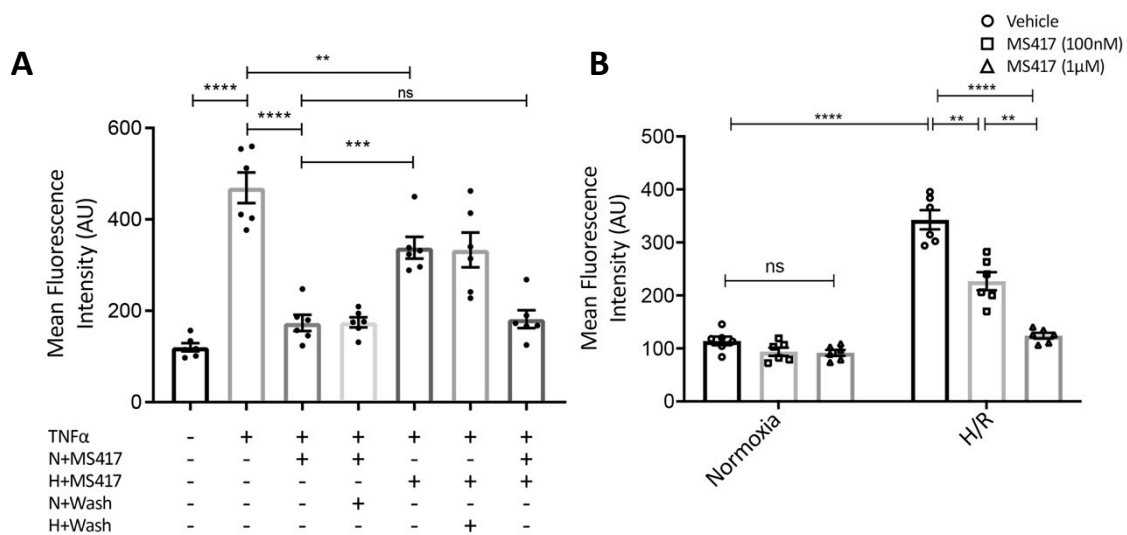 A
**
****
ns
****
***
600
400
200
0
Mean Fluorescence
Intensity (AU)
TNFα - + + + + + +
N+MS417 - - + + - - +
H+MS417 - - - - + + +
N+Wash - - - + - - -
H+Wash - - - - - + -
B
Vehicle
MS417 (100nM)
MS417 (1µM)
****
**** ** **
ns
500
400
300
200
100
0
Mean Fluorescence
Intensity (AU)
Normoxia
H/R